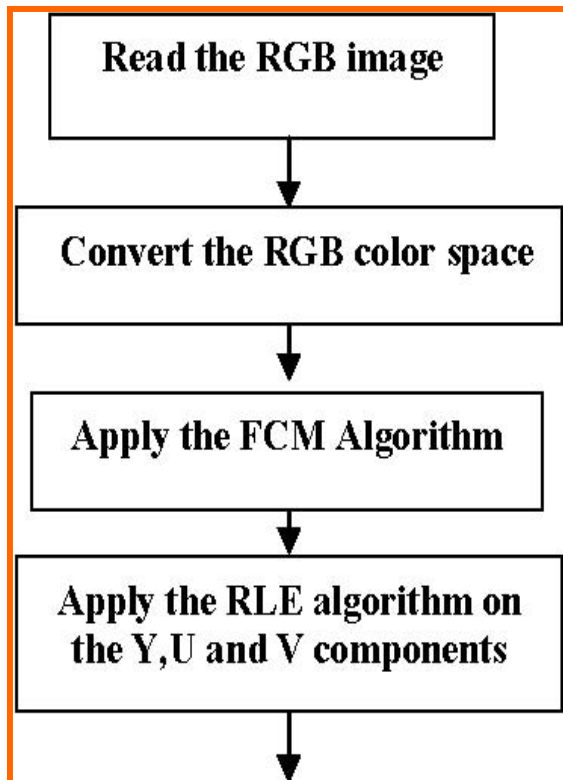 Read the RGB image
Convert the RGB color space
Apply the FCM Algorithm
Apply the RLE algorithm on
the Y,U and V components